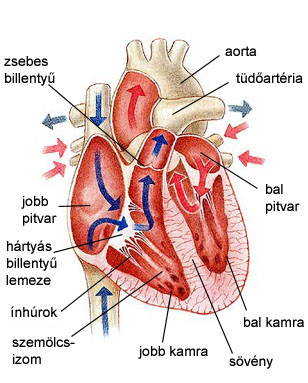 zsebes
billentyű
aorta
tüdőartéria
jobb
pitvar
bal
pitvar
hártyás
billentyű
lemeze
ínhúrok
szemölcs-
izom
jobb kamra
sövény
bal kamra